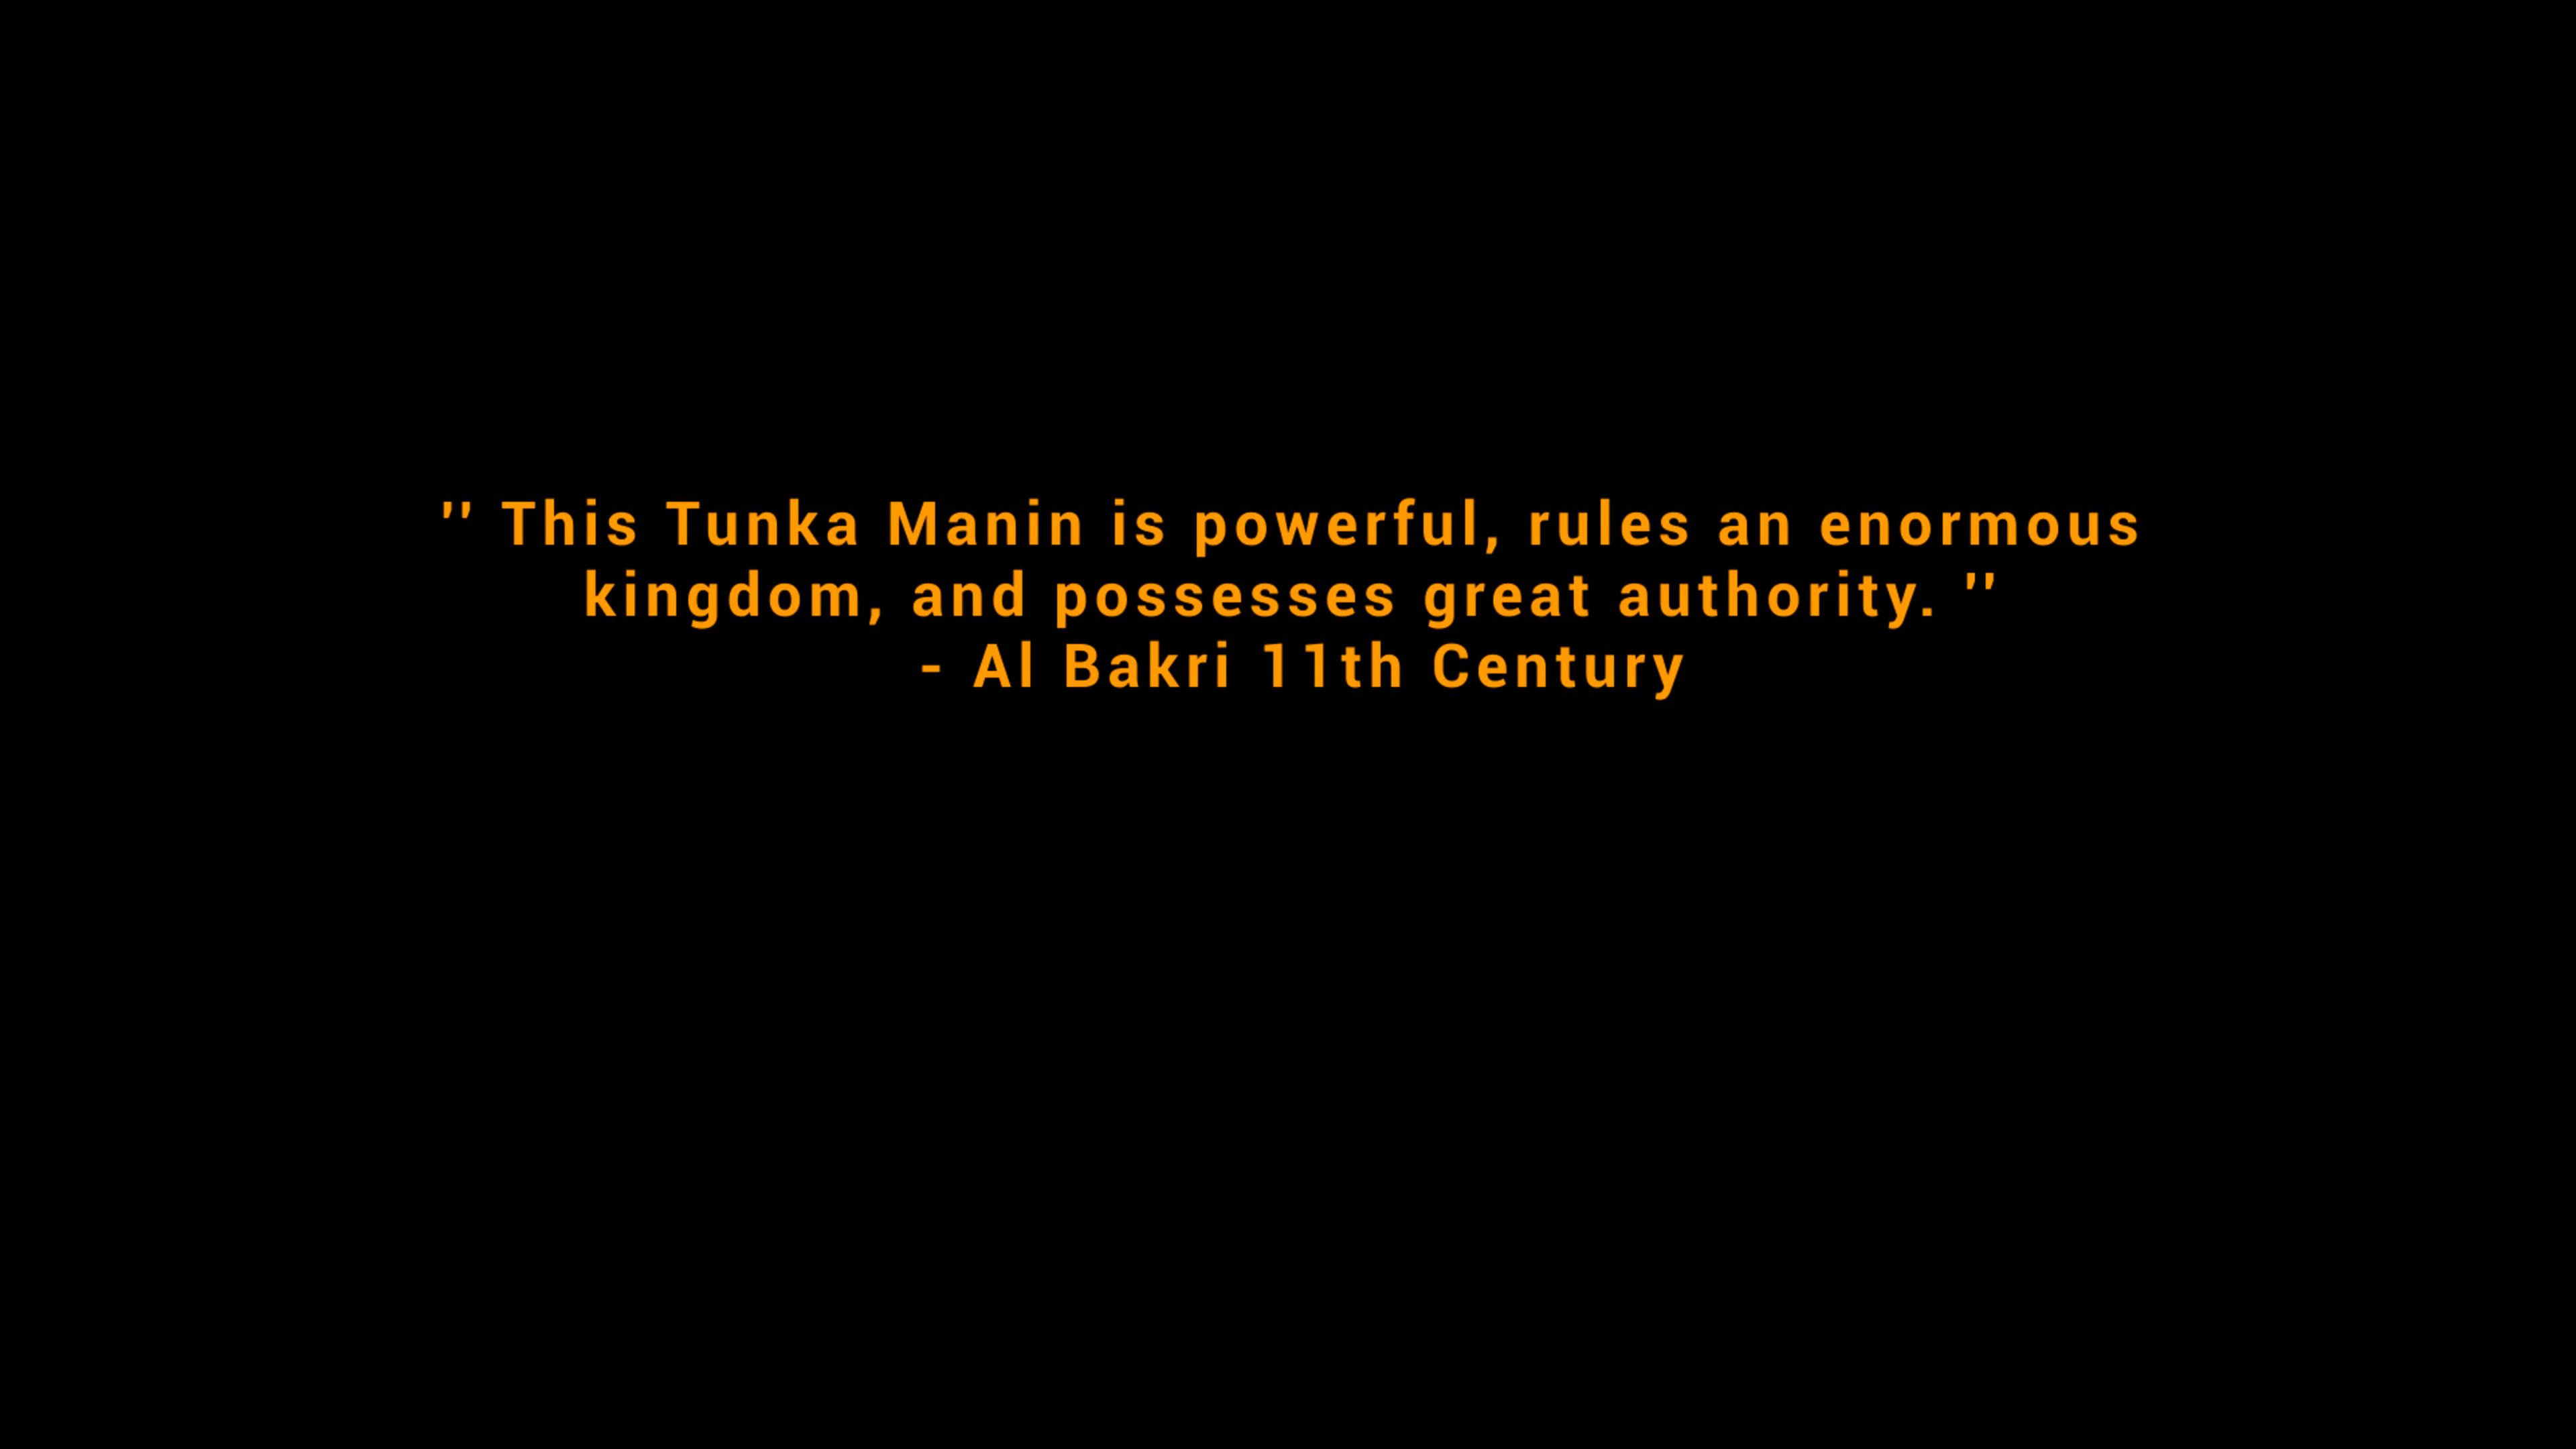 '' This Tunka Manin is powerful, rules an enormous
kingdom, and possesses great authority. ''
- Al Bakri 11th Century